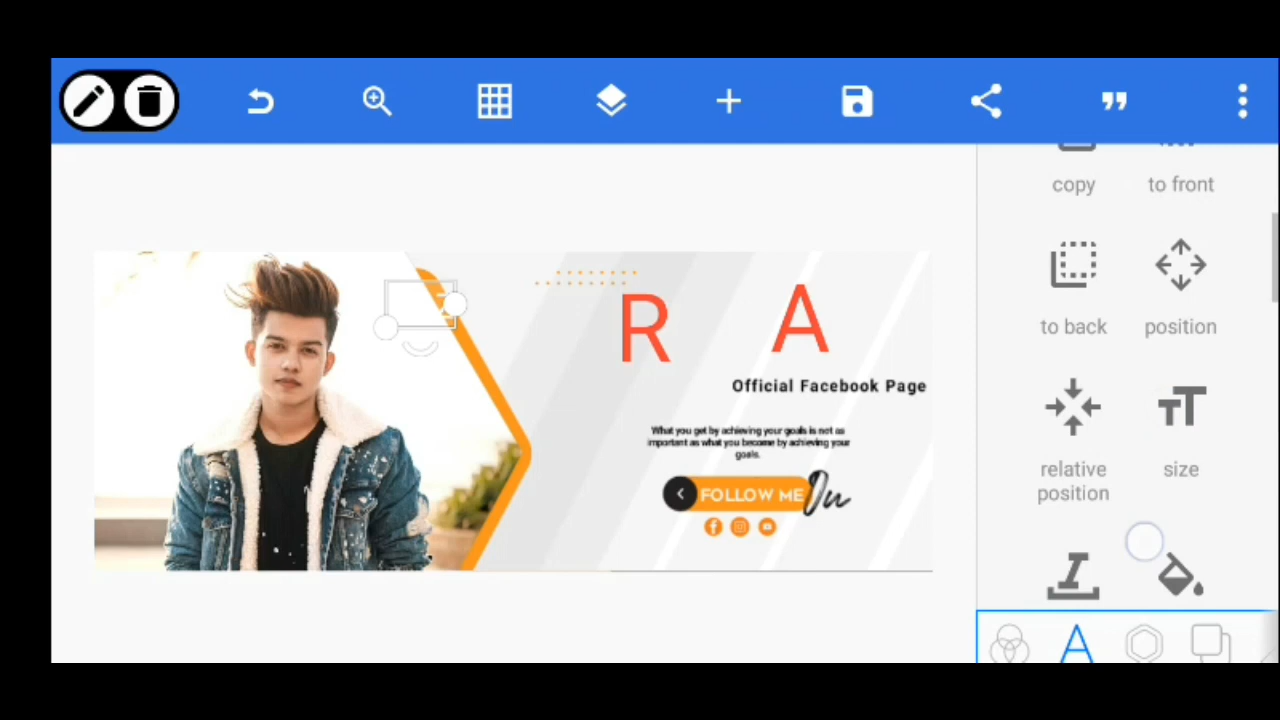 copy
to front
to back
position
relative
position
size
R A
Official Facebook Page
What you get by achieving your goals is not as
important as what you become by achieving your
goals.
FOLLOW ME On